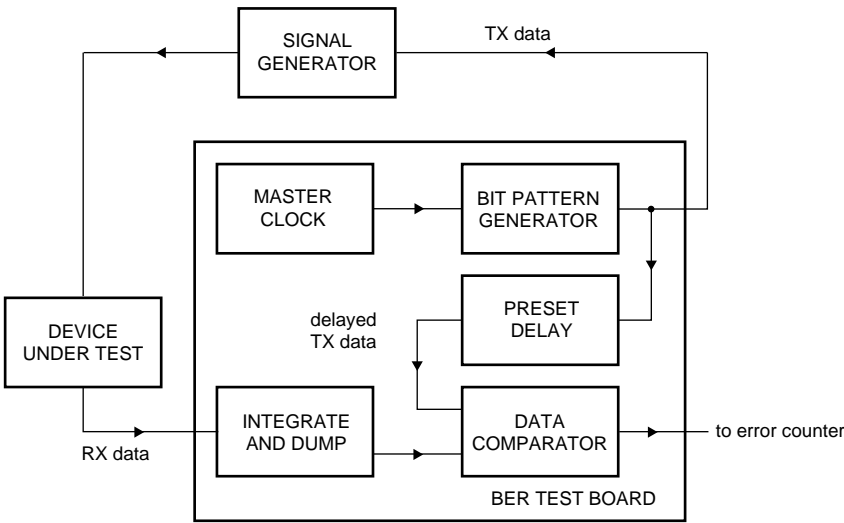 SIGNAL
GENERATOR
TX data
MASTER
CLOCK
BIT PATTERN
GENERATOR
delayed
TX data
PRESET
DELAY
DEVICE
UNDER TEST
INTEGRATE
AND DUMP
DATA
COMPARATOR
to error counter
RX data
BER TEST BOARD